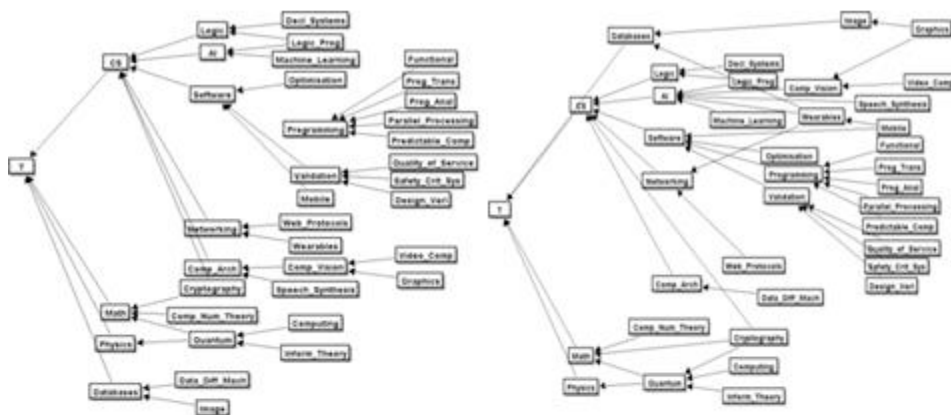 Decl_Systems
Logic
Logic_Prog
CS
AI
Machine_Learning
Functional
Optimisation
Prog_Trans
Software
Prog_Anal
Parallel_Processing
Programming
Predictable_Comp
Quality_of_Service
T
Validation
Safety_Crit_Sys
Mobile
Design_Veri
Web_Protocols
Networking
Wearables
Video_Comp
Comp_Arch
Comp_Vision
Graphics
Cryptography
Speech_Synthesis
Math
Comp_Num_Theory
Computing
Physics
Quantum
Inform_Theory
Data_Diff_Mach
Databases
Image
Image
Databases
Graphics
Decl_Systems
Logic
Logic_Prog
Comp_Vision
Video_Comp
CS
AI
Speech_Synthesis
Machine_Learning
Wearables
Mobile
Software
Functional
Optimisation
Programming
Prog_Trans
Networking
Prog_Anal
Validation
Parallel_Processing
T
Predictable_Comp
Quality_of_Service
Web_Protocols
Safety_Crit_Sys
Comp_Arch
Design_Veri
Data_Diff_Mach
Comp_Num_Theory
Cryptography
Math
Computing
Physics
Quantum
Inform_Theory